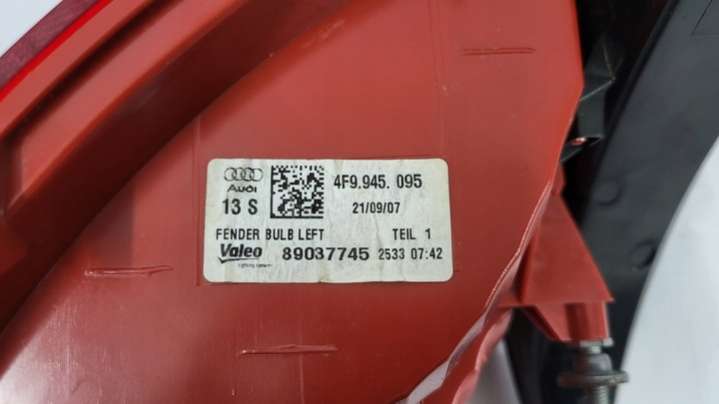 Audi
4F9.945. 095
13 S
21/09/07
FENDER BULB LEFT TEIL 1
Valeo 89037745 2533 07:42